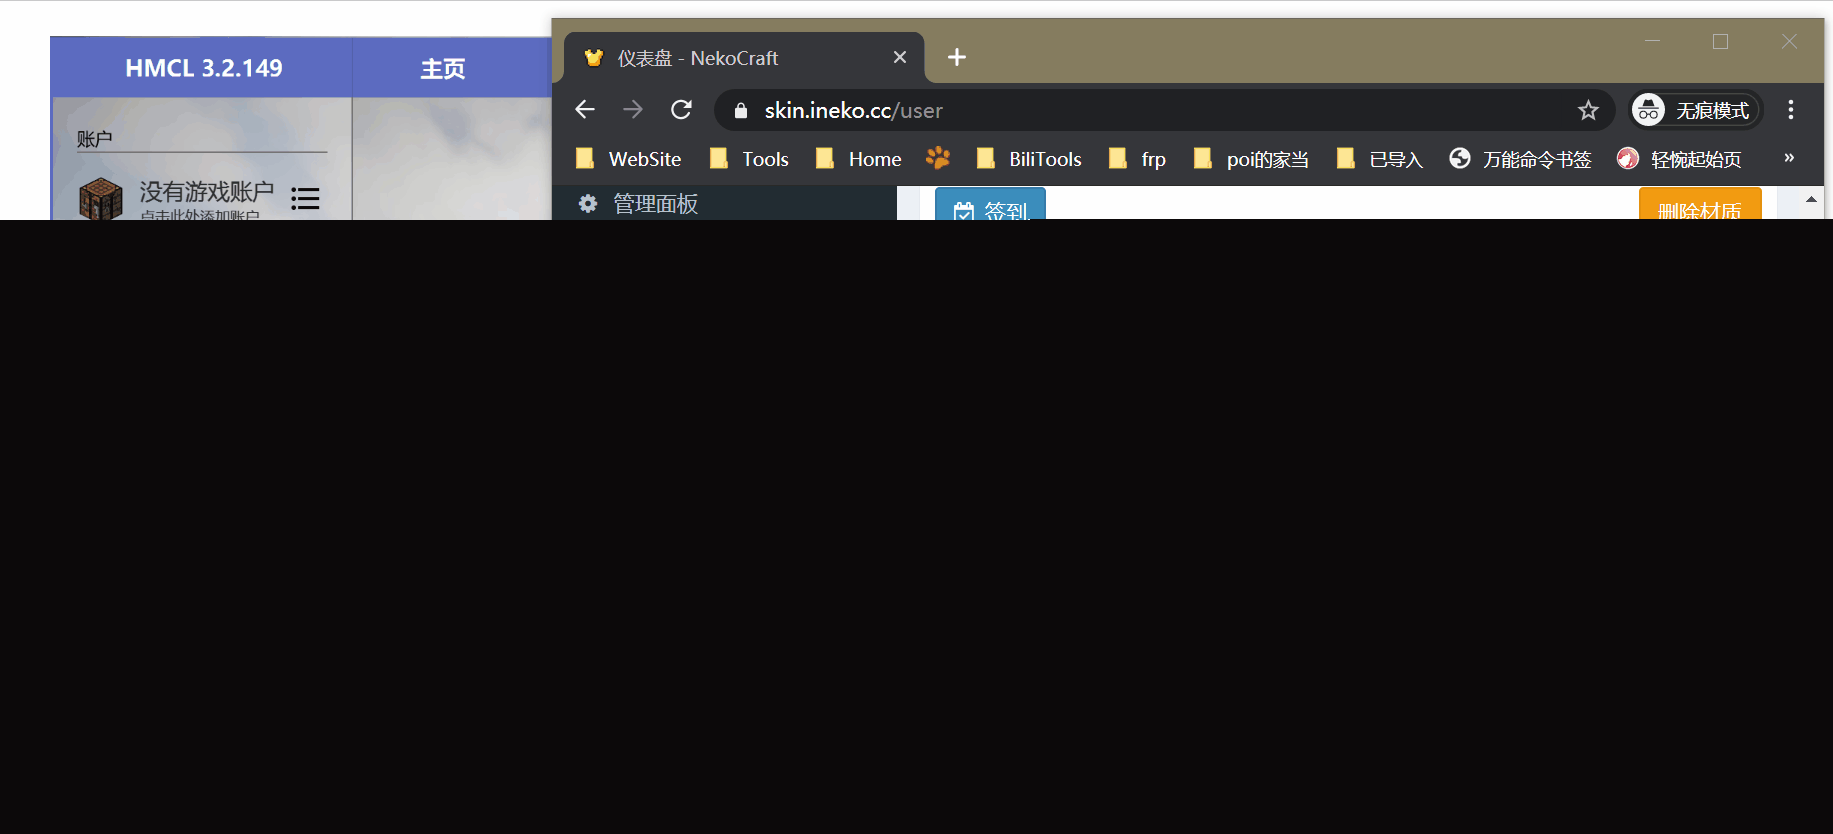 HMCL 3.2.149
主页
账户
没有游戏账户
点击此处添加账户
仪表盘 - NekoCraft
skin.ineko.cc/user
无痕模式
WebSite
Tools
Home
BiliTools
frp
poi的家当
已导入
万能命令书签
轻惋起始页
»
管理面板
签到
删除材质